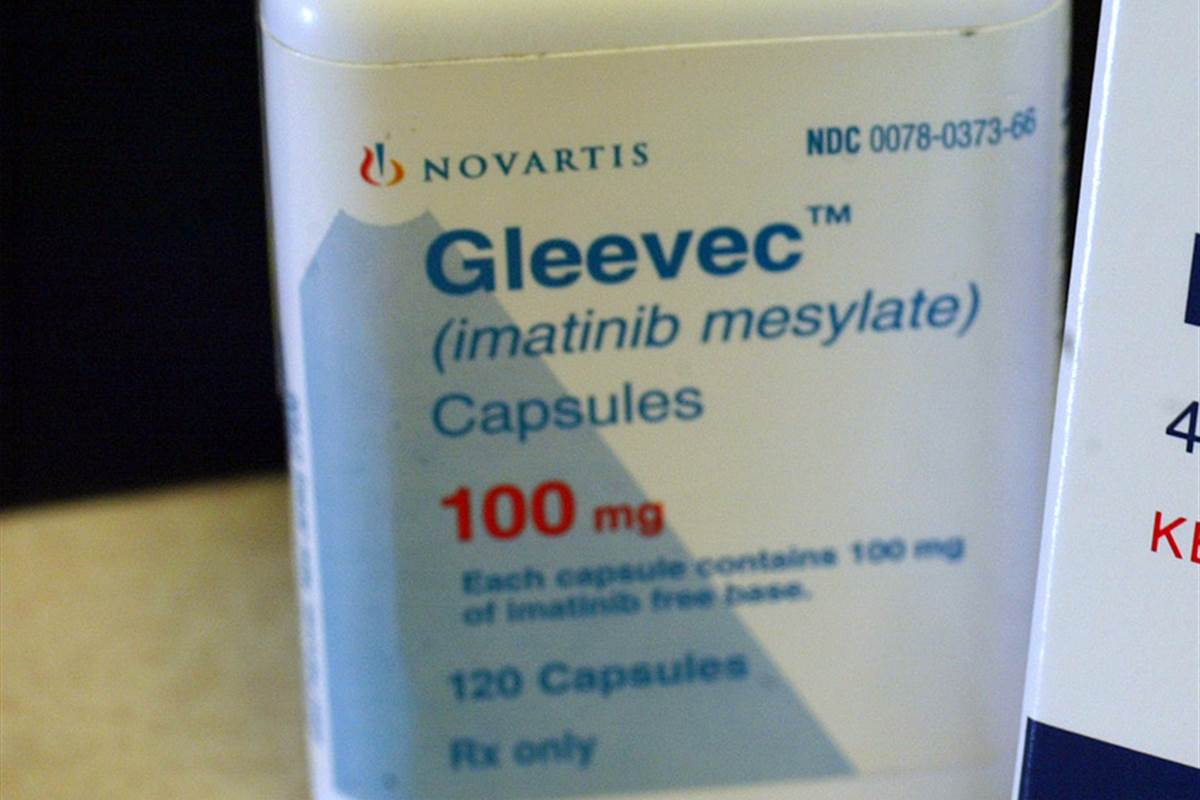 NOVARTIS
NDC 0078-0373-66
Gleevec™
(imatinib mesylate)
Capsules
100 mg
Each capsule contains 100 mg
of imatinib free base.
120 Capsules
Rx only
4